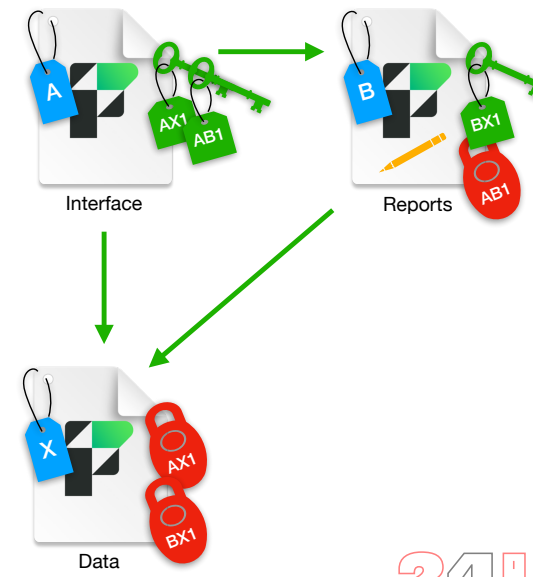 A
AX1
AB1
Interface
B
BX1
AB1
Reports
X
AX1
BX1
Data